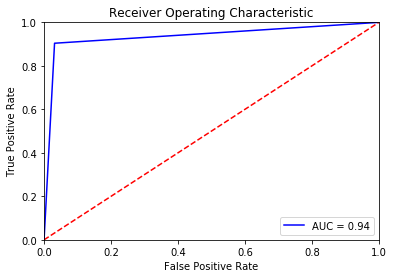 Receiver Operating Characteristic
1.0
0.8
0.6
0.4
0.2
0.0
True Positive Rate
AUC = 0.94
0.0 0.2 0.4 0.6 0.8 1.0
False Positive Rate